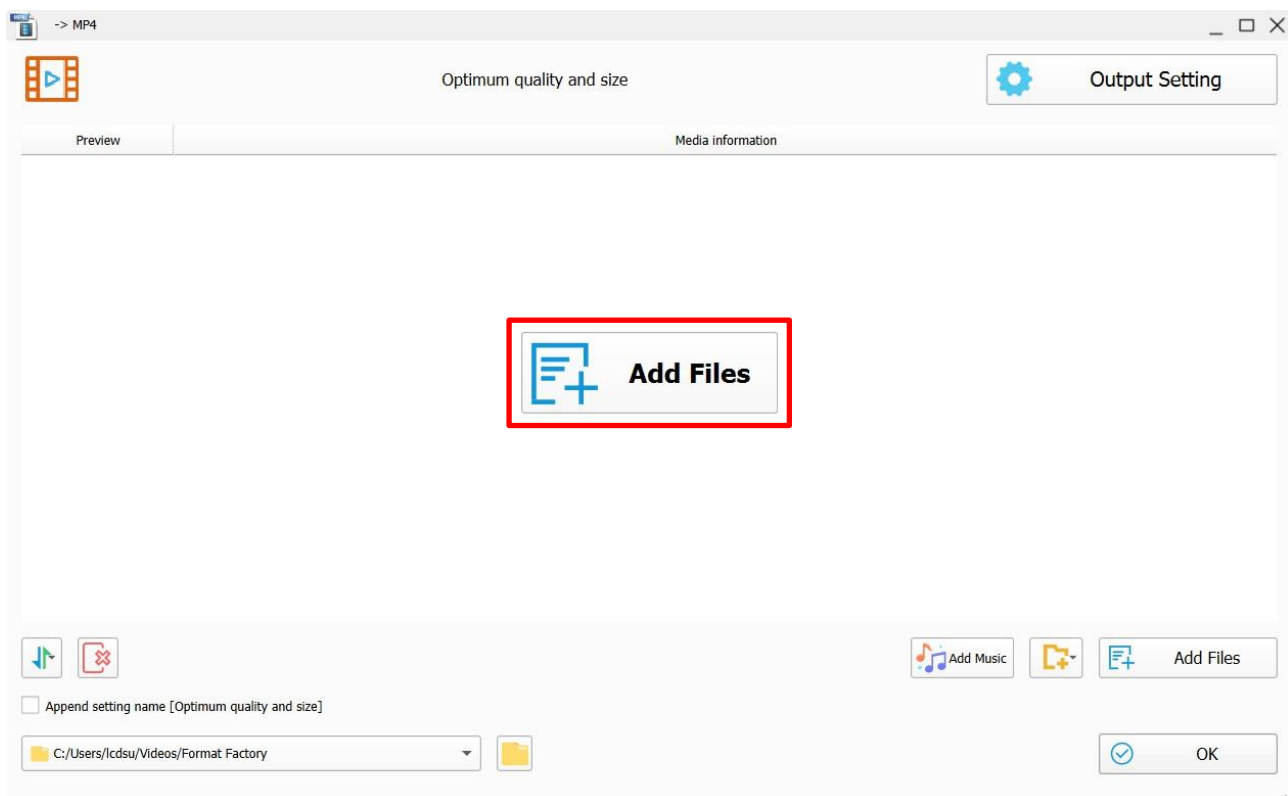 -> MP4
Optimum quality and size
Output Setting
Preview
Media information
Add Files
Add Music
Add Files
Append setting name [Optimum quality and size]
C:/Users/lcdsu/Videos/Format Factory
OK